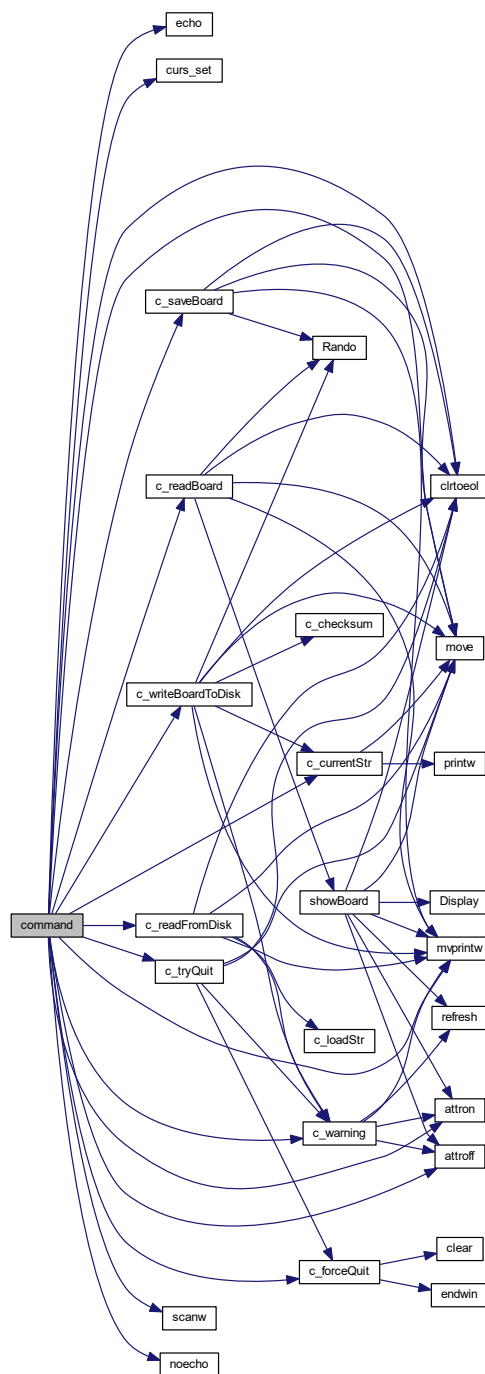 echo
curs_set
c_saveBoard
Rando
c_readBoard
clrtoeol
c_checksum
move
c_writeBoardToDisk
c_currentStr
printw
showBoard
Display
command
c_readFromDisk
mvprintw
c_tryQuit
refresh
c_loadStr
attron
c_warning
attroff
clear
c_forceQuit
endwin
scanw
noecho